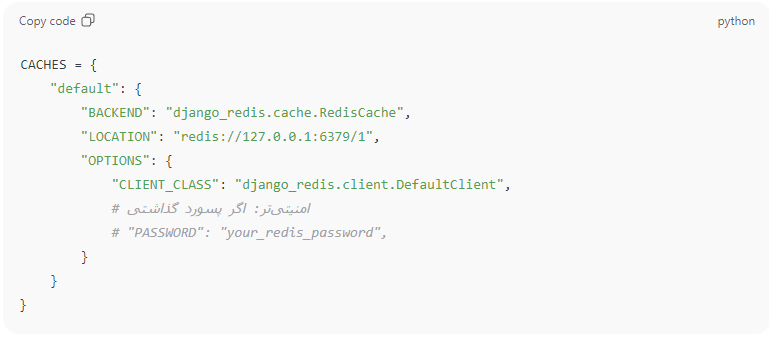 Copy code
python
CACHES = {
    "default": {
        "BACKEND": "django_redis.cache.RedisCache",
        "LOCATION": "redis://127.0.0.1:6379/1",
        "OPTIONS": {
            "CLIENT_CLASS": "django_redis.client.DefaultClient",
            # امنیتی‌تر: اگر پسورد گذاشتی
            # "PASSWORD": "your_redis_password",
        }
    }
}